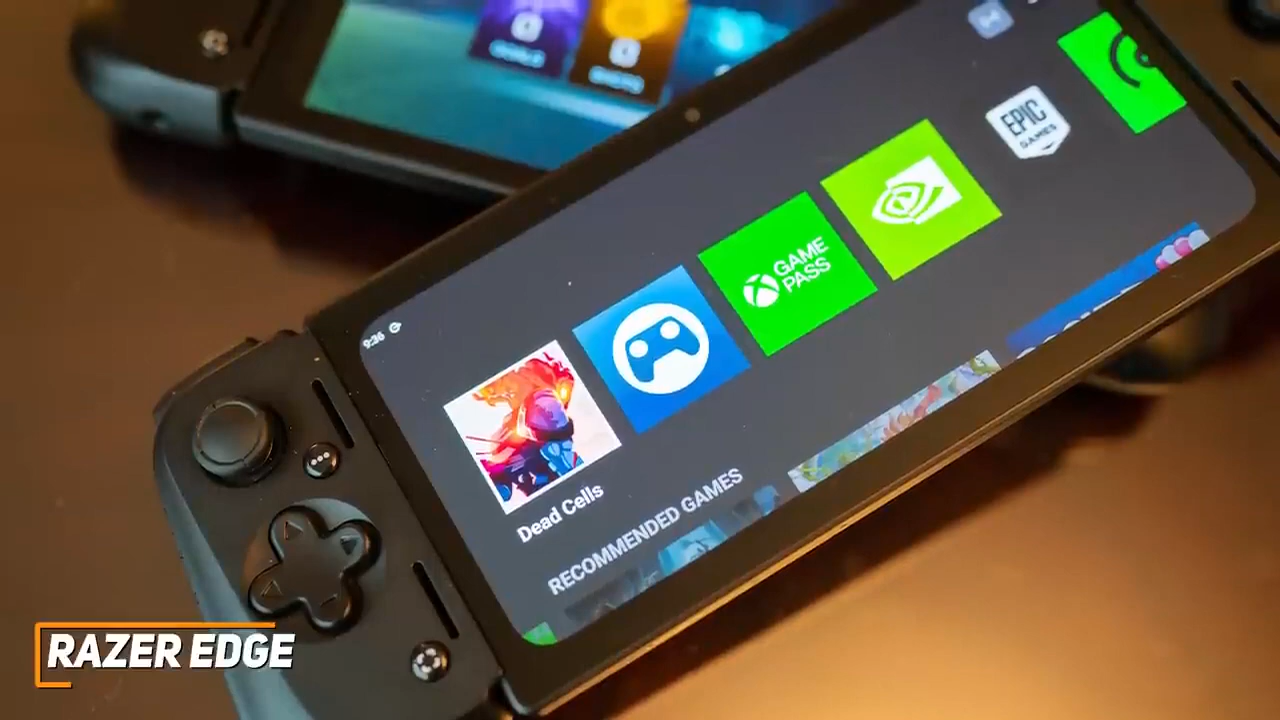 EPIC
GAMES
GAME
PASS
9:36
Dead Cells
RECOMMENDED GAMES
RAZER EDGE